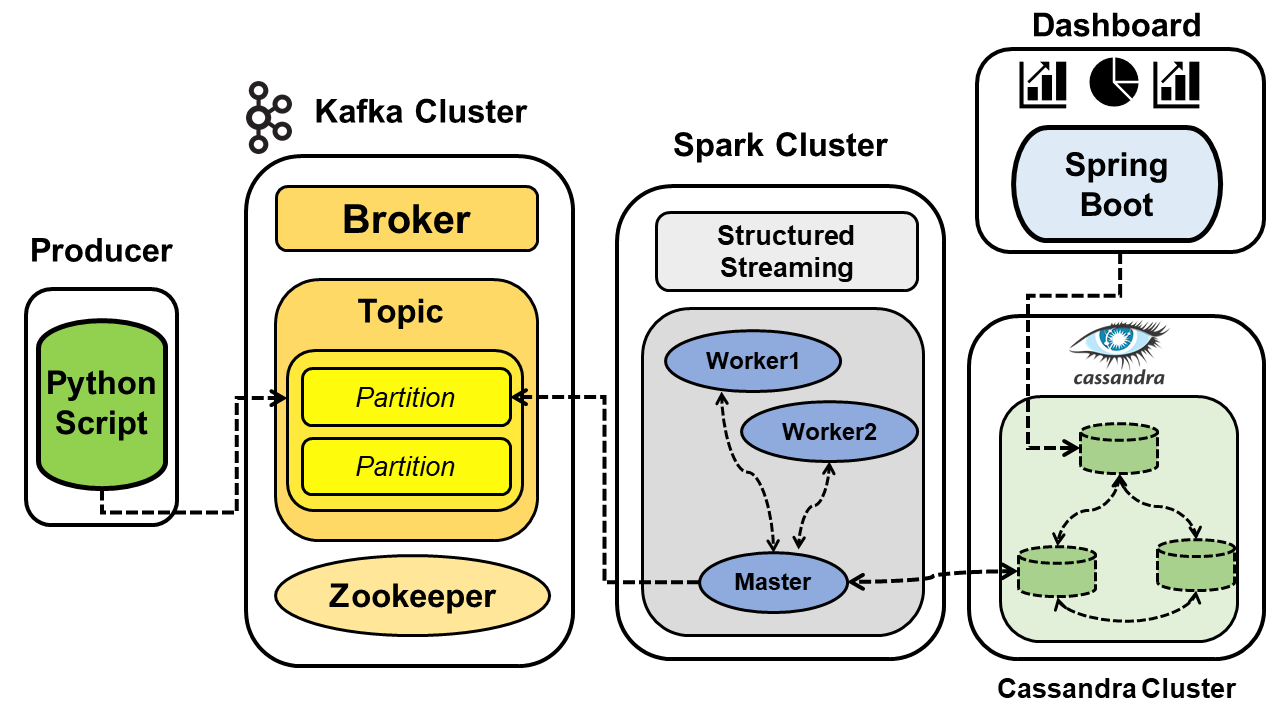 Producer
Python
Script
Kafka Cluster
Broker
Topic
Partition
Partition
Zookeeper
Spark Cluster
Structured
Streaming
Worker1
Worker2
Master
Dashboard
Spring
Boot
cassandra
Cassandra Cluster